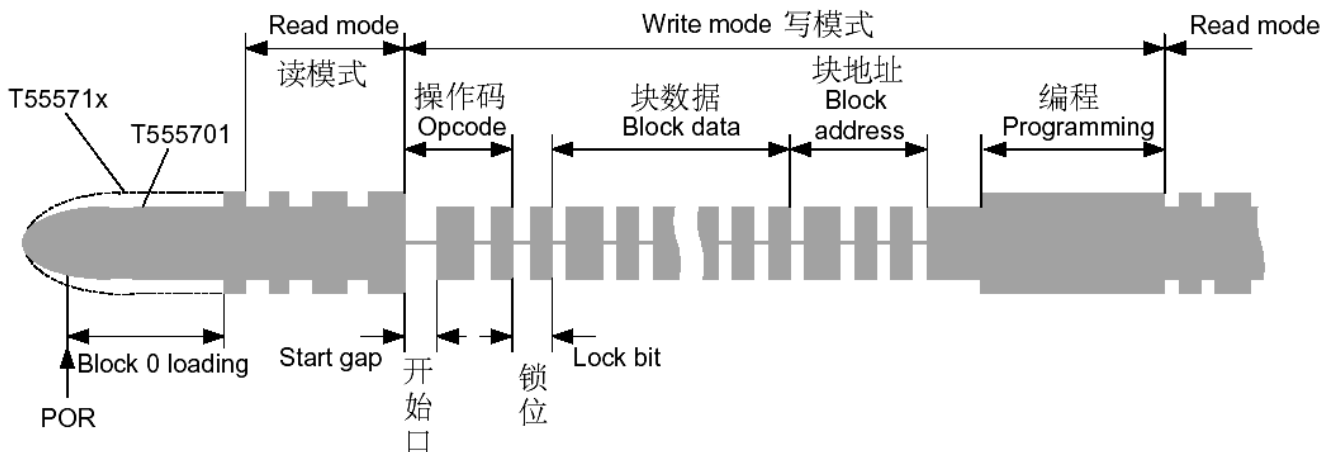 Read mode
Write mode 写模式
Read mode
读模式
块地址
T55571x
操作码
块数据
Block
编程
Opcode
Block data
address
Programming
T555701
Block 0 loading
Start gap
开始口
锁位
Lock bit
POR